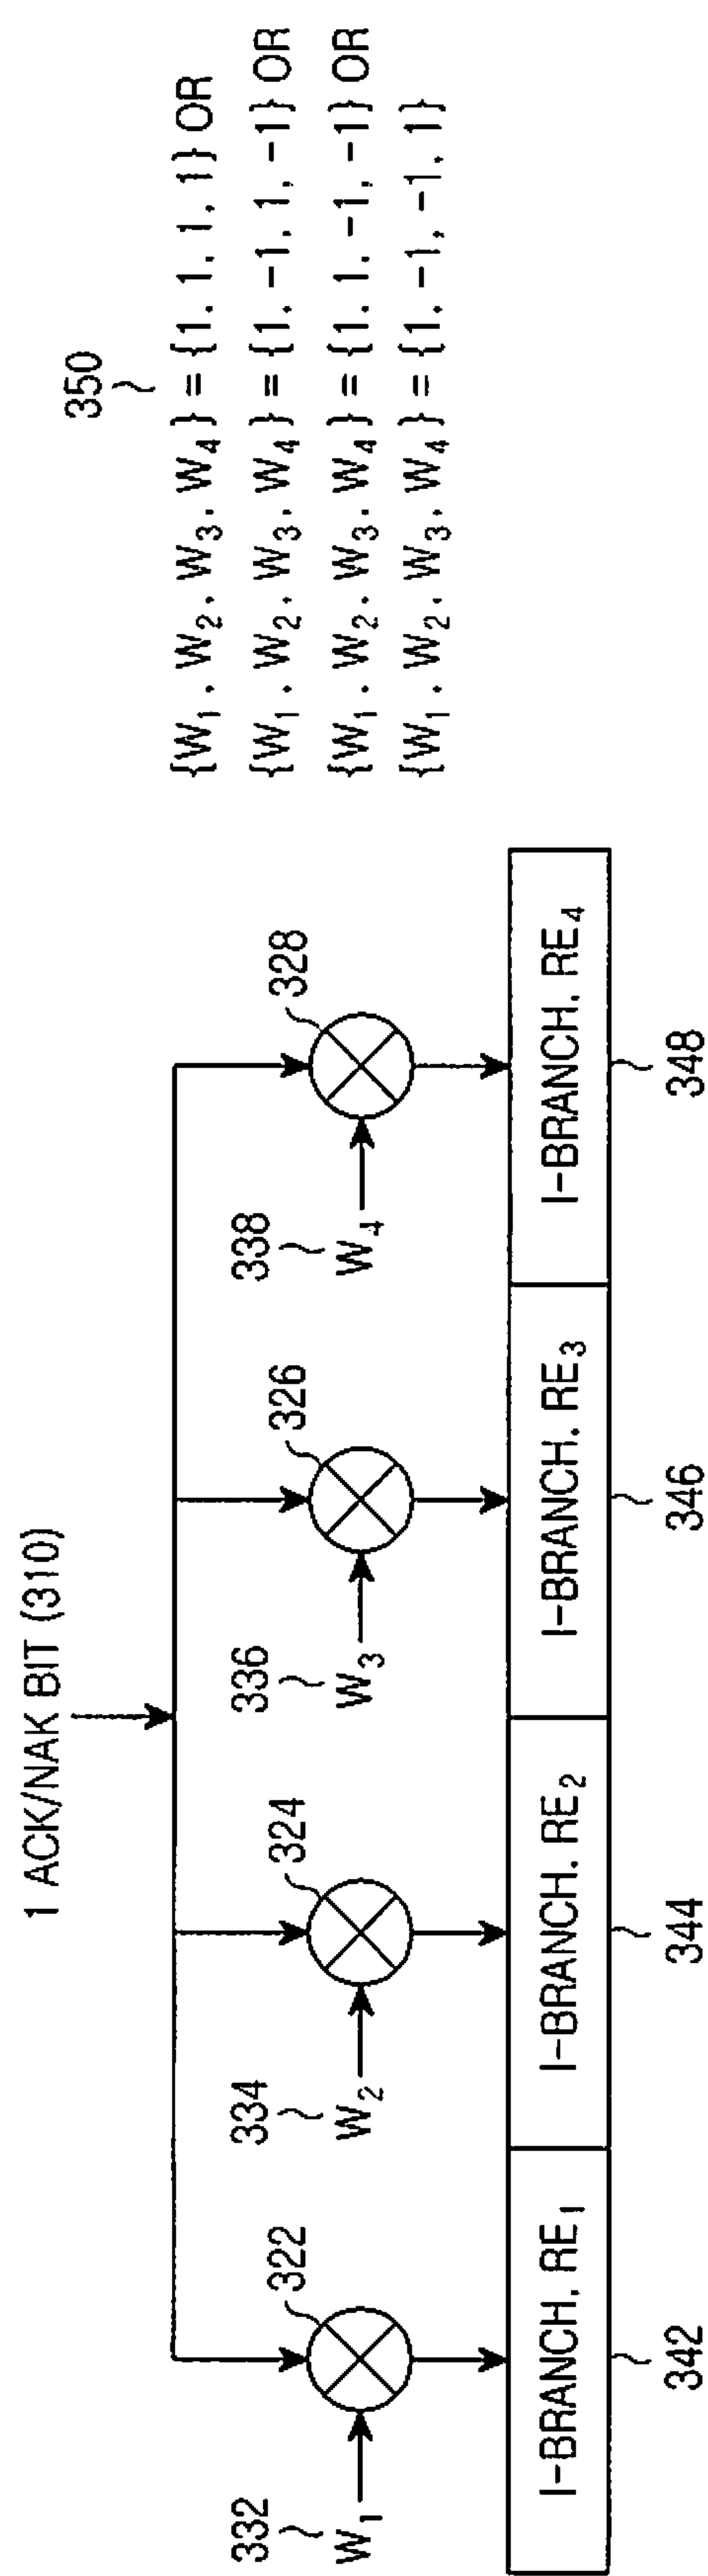 1 ACK/NAK BIT (310)
322
324
326
328
332
334
336
338
W1
W2
W3
W4
I-BRANCH, RE1
I-BRANCH, RE2
I-BRANCH, RE3
I-BRANCH, RE4
342
344
346
348
350
{W1, W2, W3, W4} = {1, 1, 1, 1} OR
{W1, W2, W3, W4} = {1, -1, 1, -1} OR
{W1, W2, W3, W4} = {1, 1, -1, -1} OR
{W1, W2, W3, W4} = {1, -1, -1, 1}